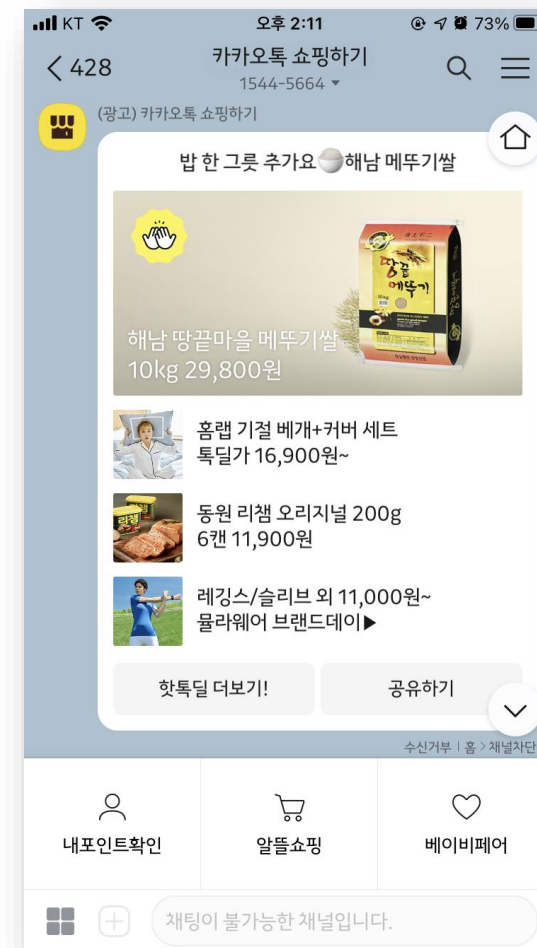 KT 오후 2:11 73%
428 카카오톡 쇼핑하기
1544-5664
(광고) 카카오톡 쇼핑하기
밥 한 그릇 추가요🍚해남 메뚜기쌀
땅끝
메뚜기!
해남 땅끝마을 메뚜기쌀
10kg 29,800원
홈랩 기절 베개+커버 세트
톡딜가 16,900원~
리챔
동원 리챔 오리지널 200g
6캔 11,900원
레깅스/슬리브 외 11,000원~
뮬라웨어 브랜드데이▶
핫톡딜 더보기! 공유하기
수신거부 | 홈 > 채널차단
내포인트확인 알뜰쇼핑 베이비페어
채팅이 불가능한 채널입니다.